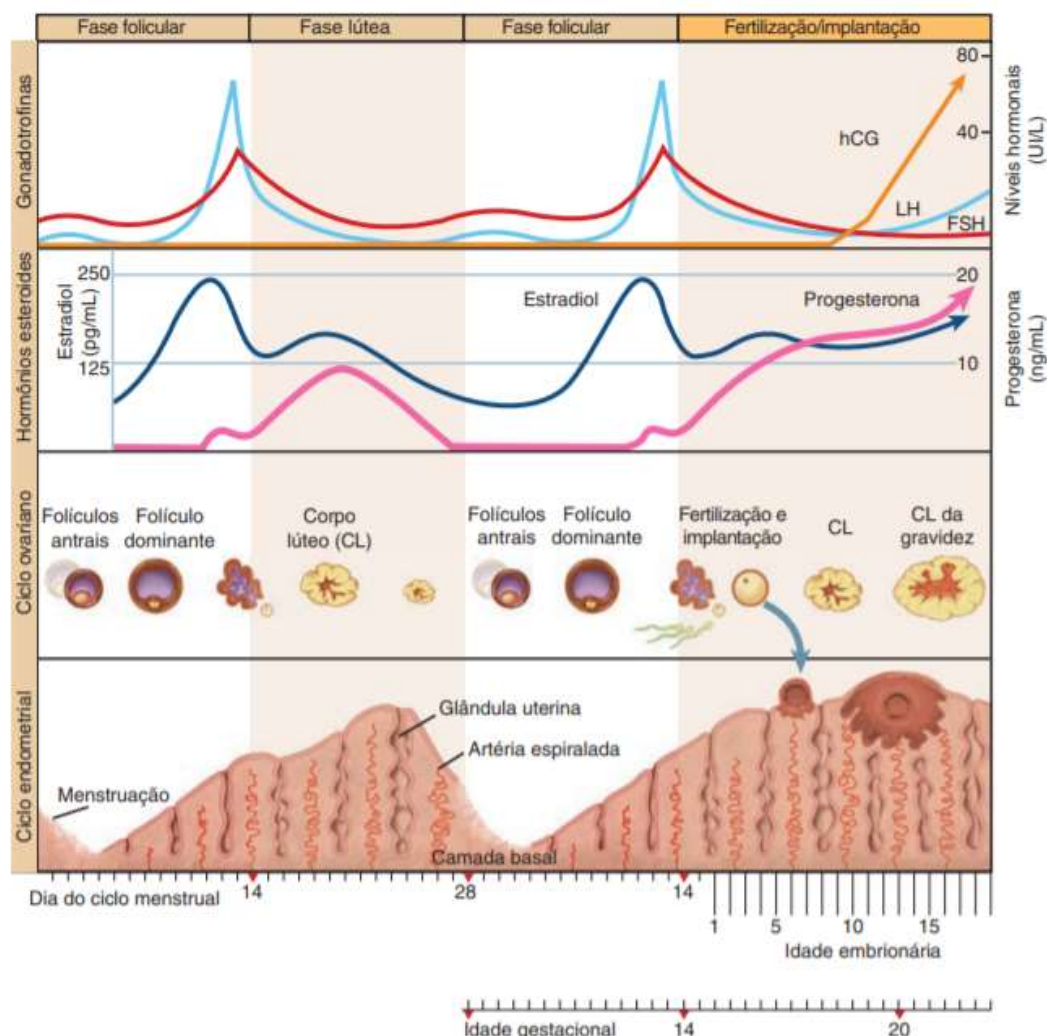 Fase folicular
Fase lútea
Fase folicular
Fertilização/implantação
Gonadotrofinas
hCG
LH
FSH
80
40
Níveis hormonais
(UI/L)
Hormônios esteroides
Estradiol
(pg/mL)
250
125
Estradiol
Progesterona
20
10
Progesterona
(ng/mL)
Ciclo ovariano
Folículos
antrais
Folículo
dominante
Corpo
lúteo (CL)
Folículos
antrais
Folículo
dominante
Fertilização e
implantação
CL
CL da
gravidez
Ciclo endometrial
Menstruação
Glândula uterina
Artéria espiralada
Camada basal
Dia do ciclo menstrual
14
28
14
1
5
10
15
Idade embrionária
Idade gestacional
14
20